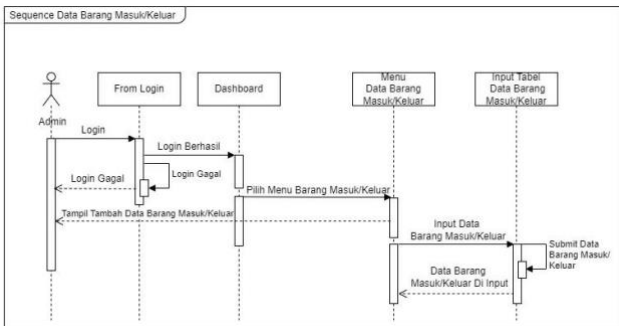 Sequence Data Barang Masuk/Keluar
Admin
From Login
Dashboard
Menu
Data Barang
Masuk/Keluar
Input Tabel
Data Barang
Masuk/Keluar
Login
Login Berhasil
Login Gagal
Login Gagal
Pilih Menu Barang Masuk/Keluar
Tampil Tambah Data Barang Masuk/Keluar
Input Data
Barang Masuk/Keluar
Submit Data
Barang Masuk/
Keluar
Data Barang
Masuk/Keluar Di Input